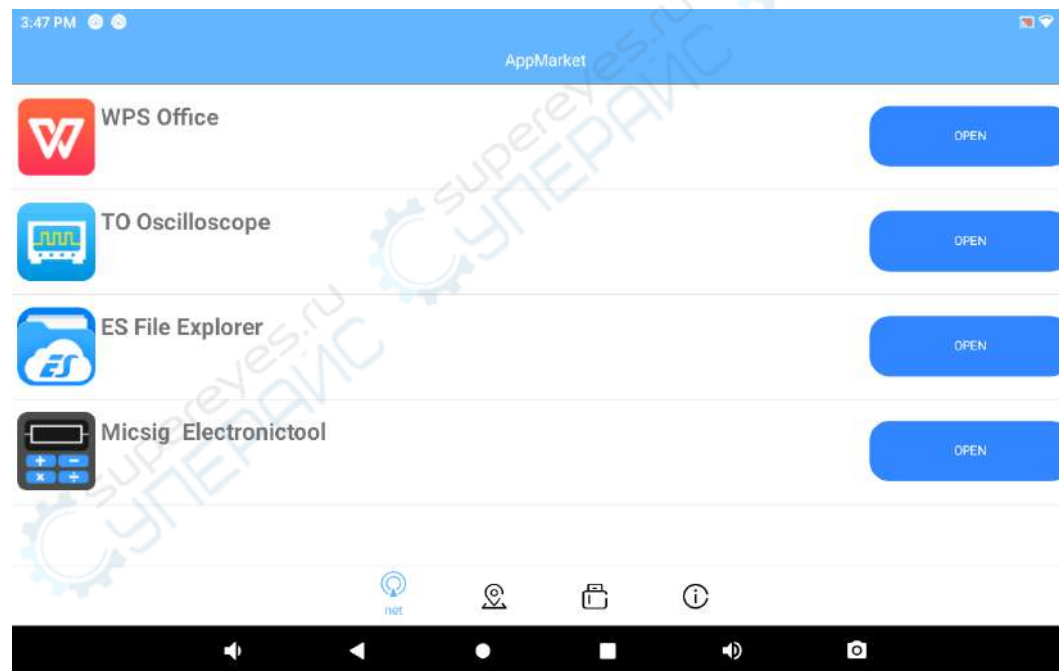 3:47 PM
AppMarket
WPS Office
OPEN
TO Oscilloscope
OPEN
ES File Explorer
OPEN
ES
Micsig Electronictool
OPEN
net
supereyes.ru
СУПЕРАЙС
supereyes.ru
СУПЕРАЙС